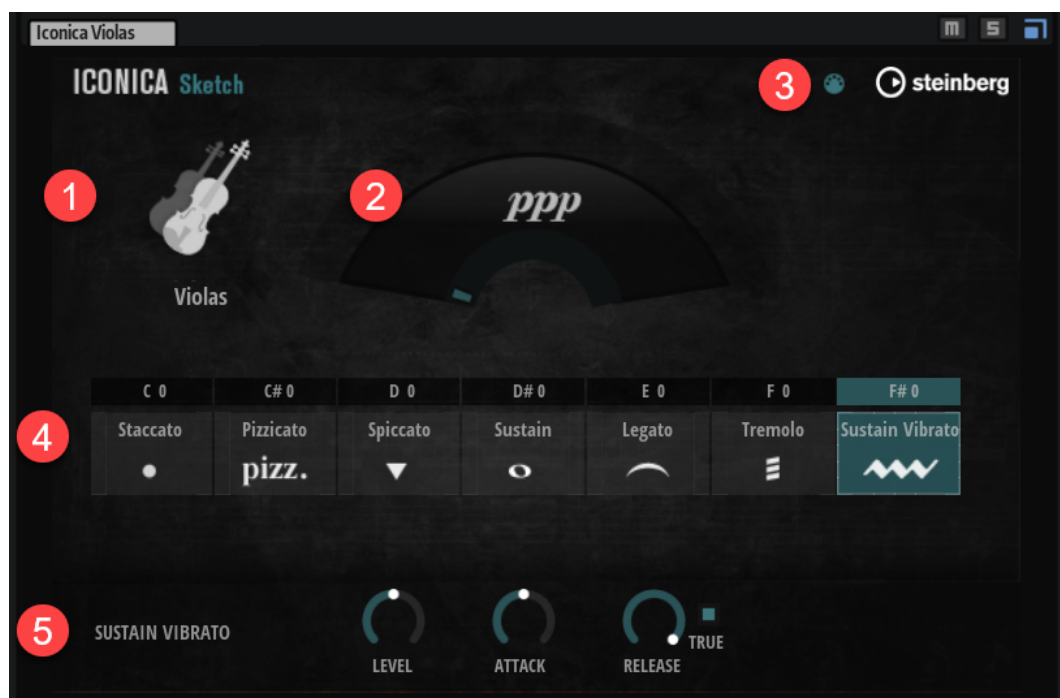 Iconica Violas
M S
ICONICA Sketch
3
steinberg
1
2
ppp
Violas
C 0 C# 0 D 0 D# 0 E 0 F 0 F# 0
4
Staccato Pizzicato Spiccato Sustain Legato Tremolo Sustain Vibrato
pizz.
5
SUSTAIN VIBRATO
TRUE
LEVEL ATTACK RELEASE